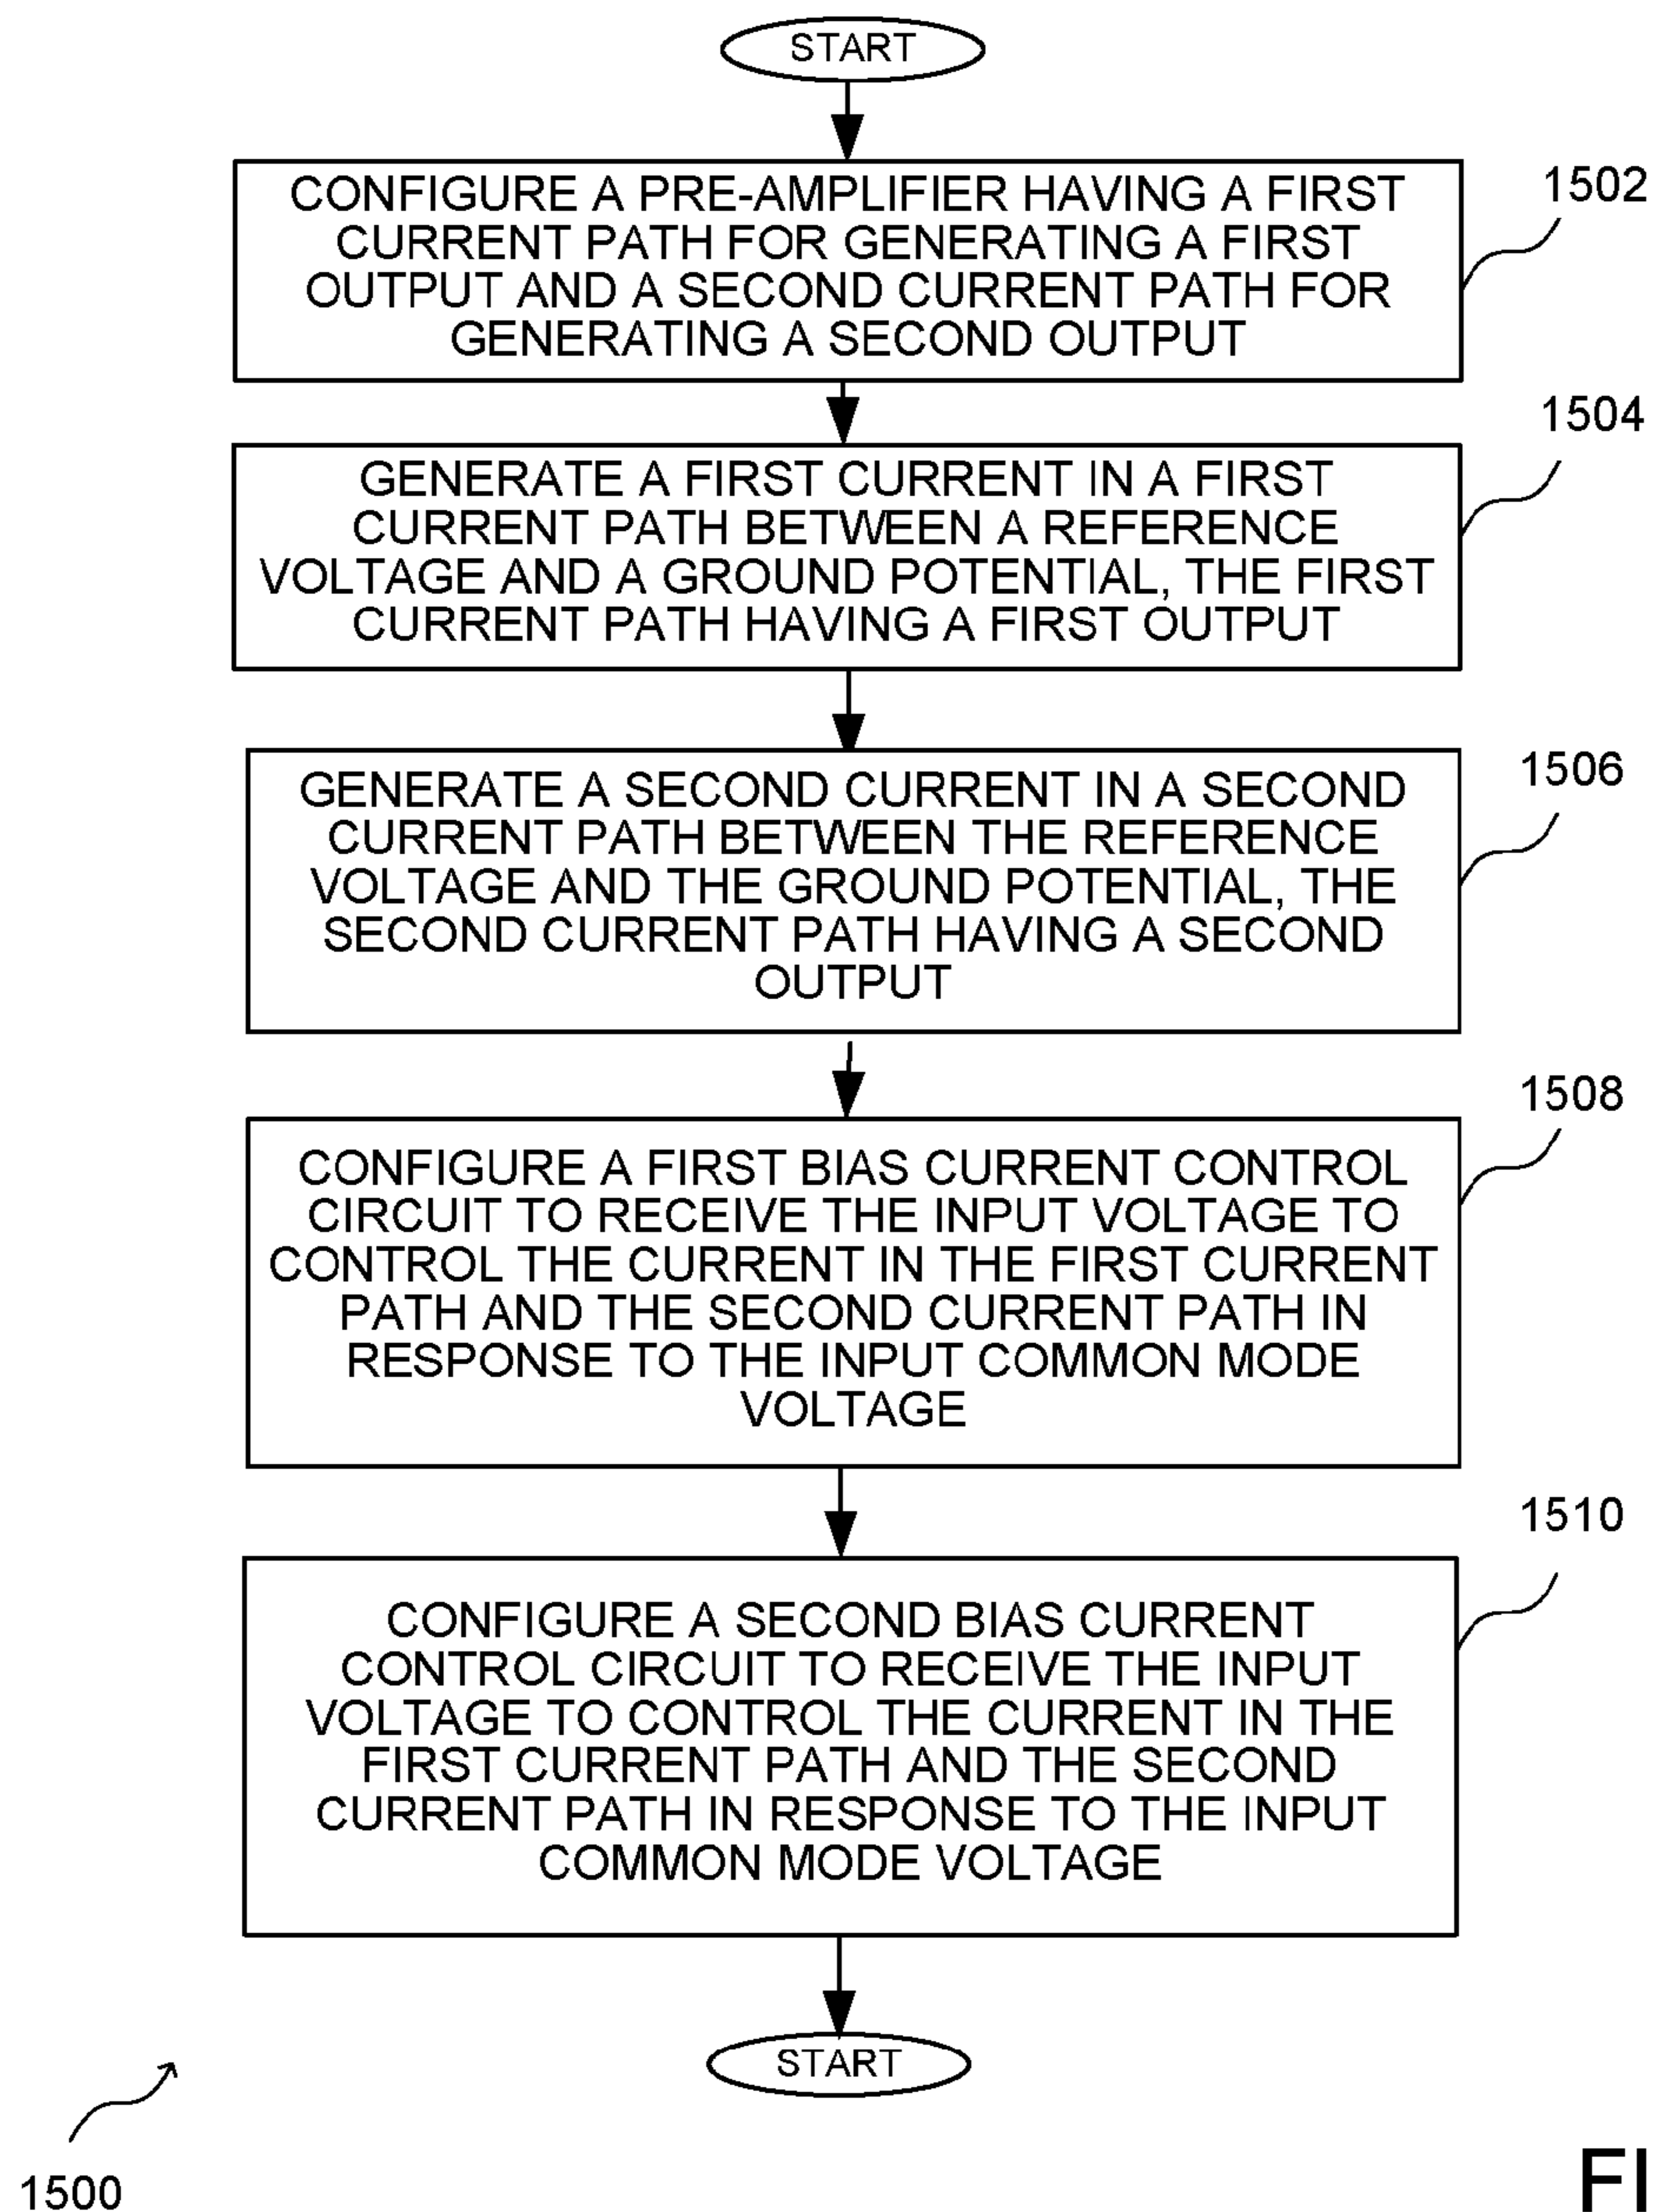 START
CONFIGURE A PRE-AMPLIFIER HAVING A FIRST
CURRENT PATH FOR GENERATING A FIRST
OUTPUT AND A SECOND CURRENT PATH FOR
GENERATING A SECOND OUTPUT
1502
GENERATE A FIRST CURRENT IN A FIRST
CURRENT PATH BETWEEN A REFERENCE
VOLTAGE AND A GROUND POTENTIAL, THE FIRST
CURRENT PATH HAVING A FIRST OUTPUT
1504
GENERATE A SECOND CURRENT IN A SECOND
CURRENT PATH BETWEEN THE REFERENCE
VOLTAGE AND THE GROUND POTENTIAL, THE
SECOND CURRENT PATH HAVING A SECOND
OUTPUT
1506
CONFIGURE A FIRST BIAS CURRENT CONTROL
CIRCUIT TO RECEIVE THE INPUT VOLTAGE TO
CONTROL THE CURRENT IN THE FIRST CURRENT
PATH AND THE SECOND CURRENT PATH IN
RESPONSE TO THE INPUT COMMON MODE
VOLTAGE
1508
CONFIGURE A SECOND BIAS CURRENT
CONTROL CIRCUIT TO RECEIVE THE INPUT
VOLTAGE TO CONTROL THE CURRENT IN THE
FIRST CURRENT PATH AND THE SECOND
CURRENT PATH IN RESPONSE TO THE INPUT
COMMON MODE VOLTAGE
1510
START
1500
FI